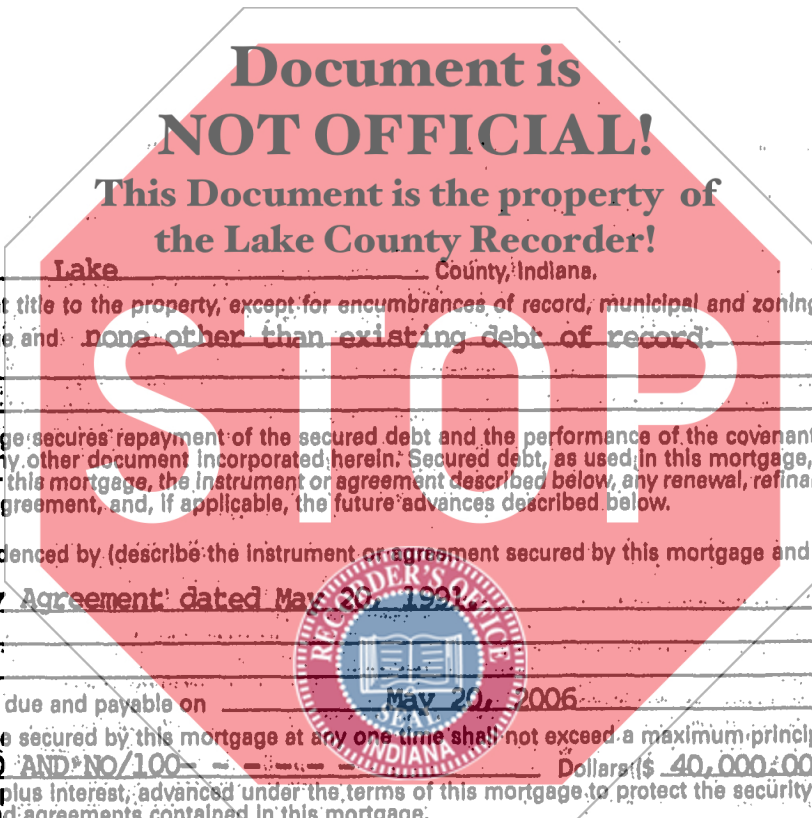 Document is
NOT OFFICIAL!
This Document is the property of
the Lake County Recorder!
Lake County, Indiana.
t title to the property, except for encumbrances of record, municipal and zoning
e and none other than existing debt of record.
STOP
ge secures repayment of the secured debt and the performance of the covenant
ny other document incorporated herein. Secured debt, as used in this mortgage,
this mortgage, the instrument or agreement described below, any renewal, refinan
greement, and, if applicable, the future advances described below.
denced by (describe the instrument or agreement secured by this mortgage and
Agreement dated May 20, 1991.
RECORDER'S OFFICE
due and payable on May 20, 2006
SEAL
e secured by this mortgage at any one time shall not exceed a maximum princip
INDIANA
AND NO/100- - - - - - Dollars ($ 40,000.00
plus interest, advanced under the terms of this mortgage to protect the security
d agreements contained in this mortgage.